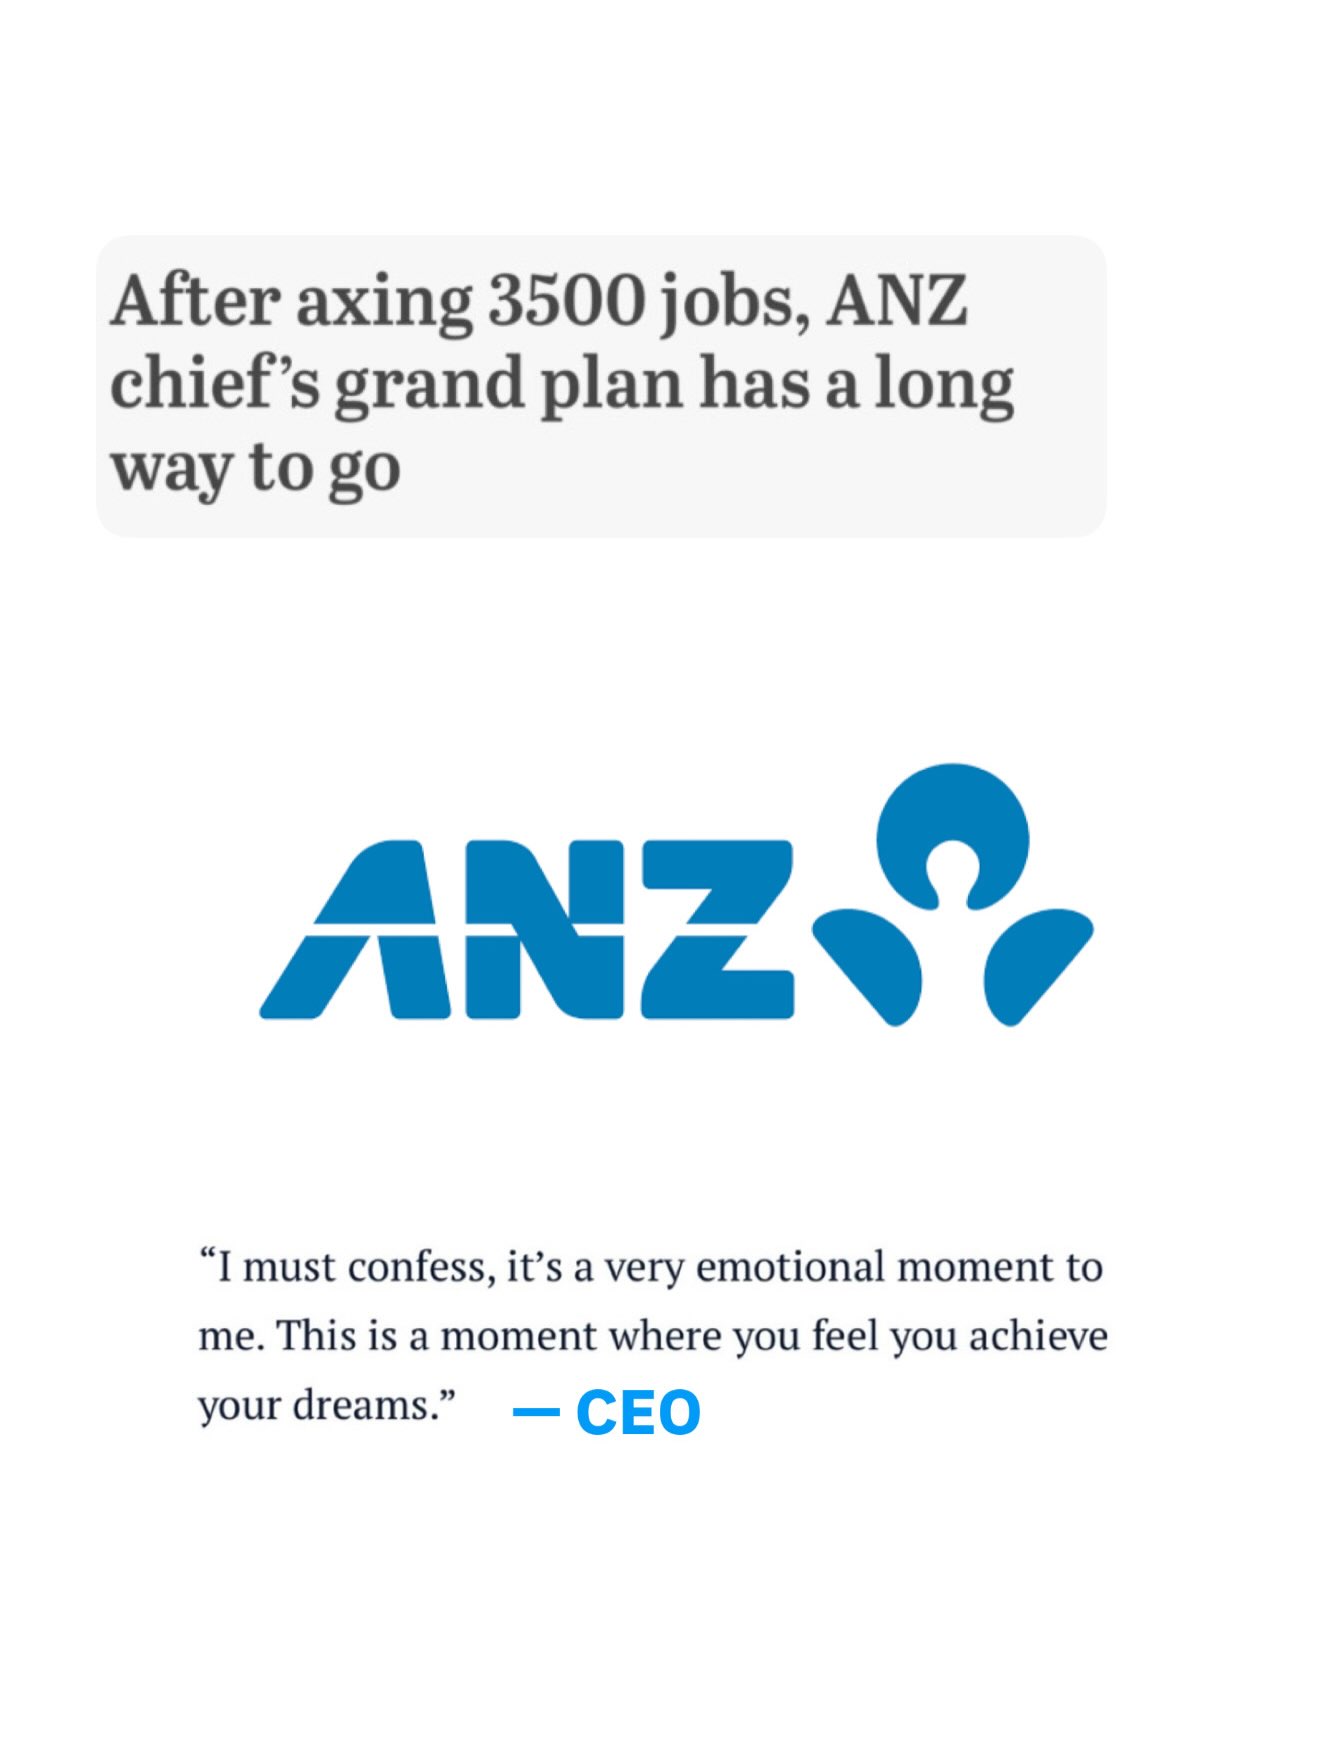 After axing 3500 jobs, ANZ
chief’s grand plan has a long
way to go
ANZ
“I must confess, it’s a very emotional moment to
me. This is a moment where you feel you achieve
your dreams.” — CEO